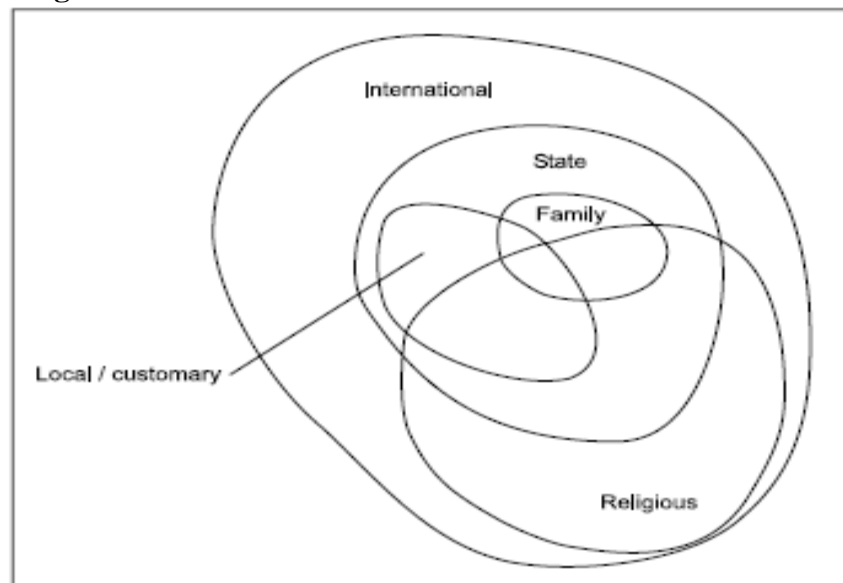 International
State
Family
Local / customary
Religious